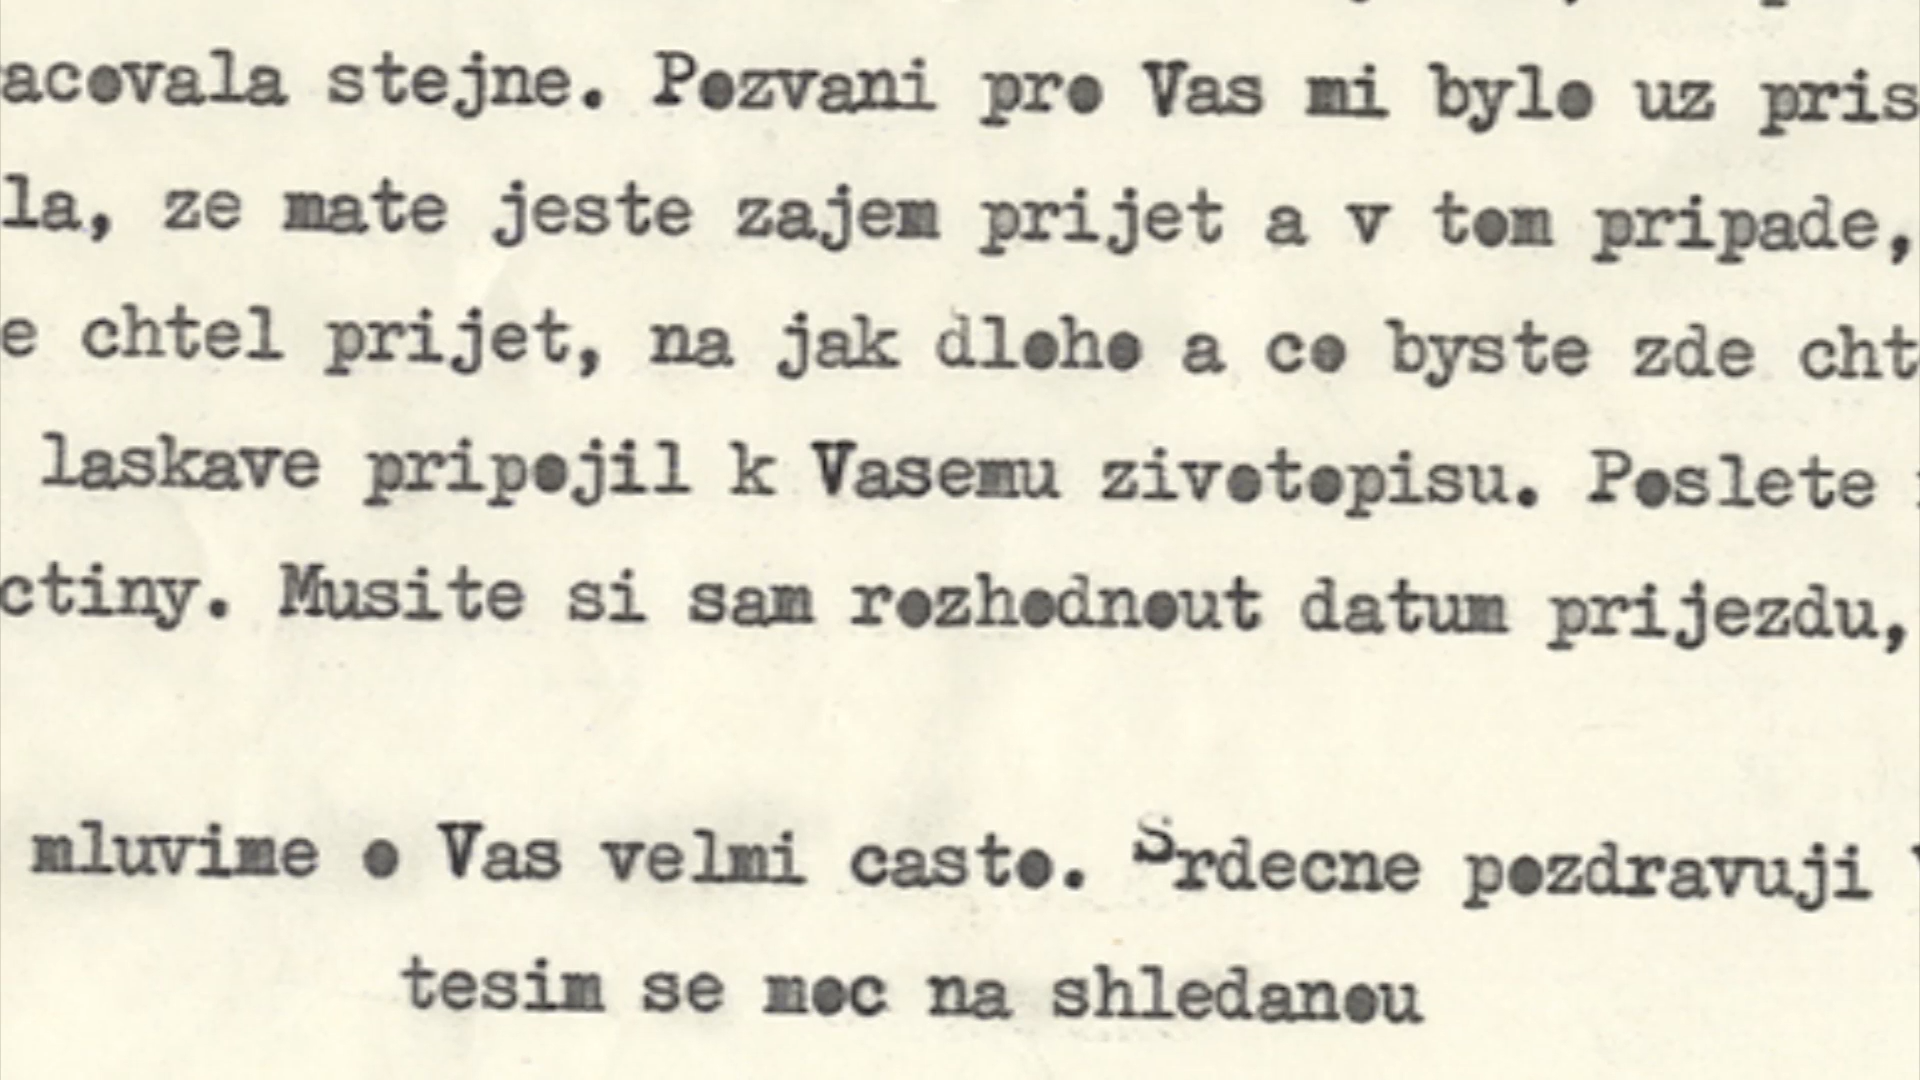 acovala stejne. Pozvani pro Vas mi bylo uz pris
la, ze mate jeste zajem prijet a v tom pripade,
e chtel prijet, na jak dloho a co byste zde cht
laskave pripojil k Vasemu zivotopisu. Poslete
ctiny. Musite si sam rozhodnout datum prijezdu,
mluvime o Vas velmi casto. Srdecne pozdravuji
tesim se moc na shledanou